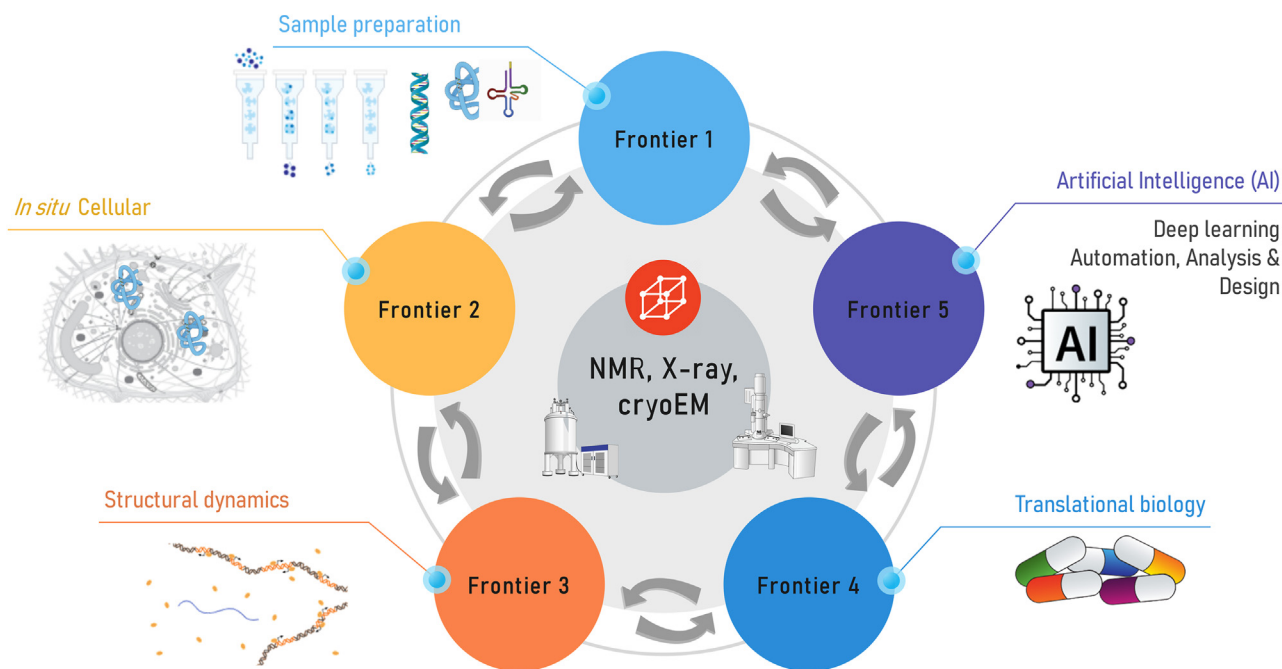 Sample preparation
Frontier 1
In situ Cellular
Frontier 2
Artificial Intelligence (AI)
Deep learning
Automation, Analysis &
Design
AI
Frontier 5
NMR, X-ray,
cryoEM
Structural dynamics
Frontier 3
Translational biology
Frontier 4